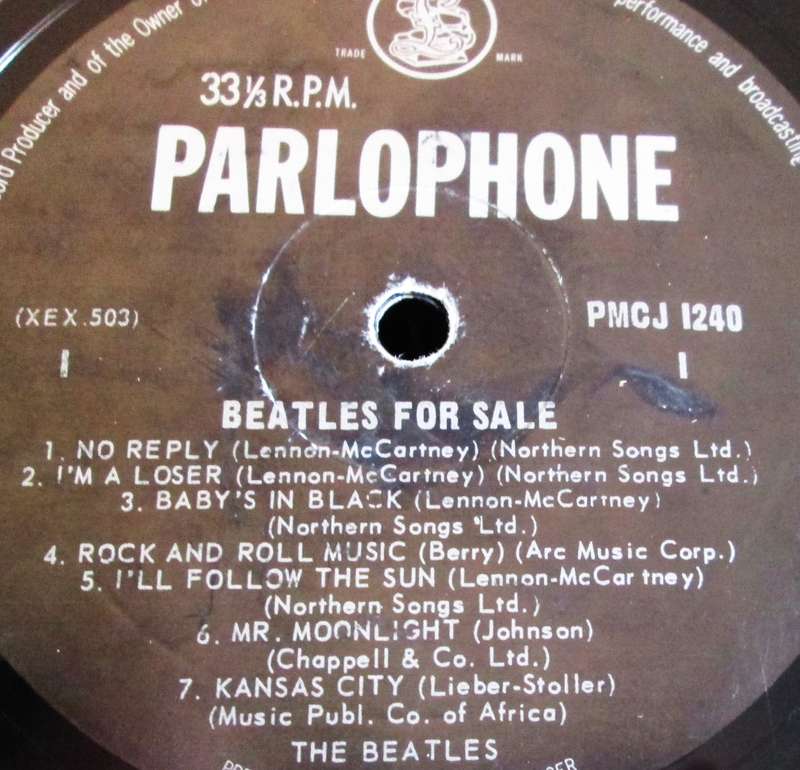 ord Producer and of the Owner o
performance and broadcasting
TRADE MARK
33⅓ R.P.M.
PARLOPHONE
(XEX.503)
PMCJ 1240
I
I
BEATLES FOR SALE
1. NO REPLY (Lennon-McCartney) (Northern Songs Ltd.)
2. I'M A LOSER (Lennon-McCartney) (Northern Songs Ltd.)
3. BABY'S IN BLACK (Lennon-McCartney)
(Northern Songs Ltd.)
4. ROCK AND ROLL MUSIC (Berry) (Arc Music Corp.)
5. I'LL FOLLOW THE SUN (Lennon-McCartney)
(Northern Songs Ltd.)
6. MR. MOONLIGHT (Johnson)
(Chappell & Co. Ltd.)
7. KANSAS CITY (Lieber-Stoller)
(Music Publ. Co. of Africa)
THE BEATLES